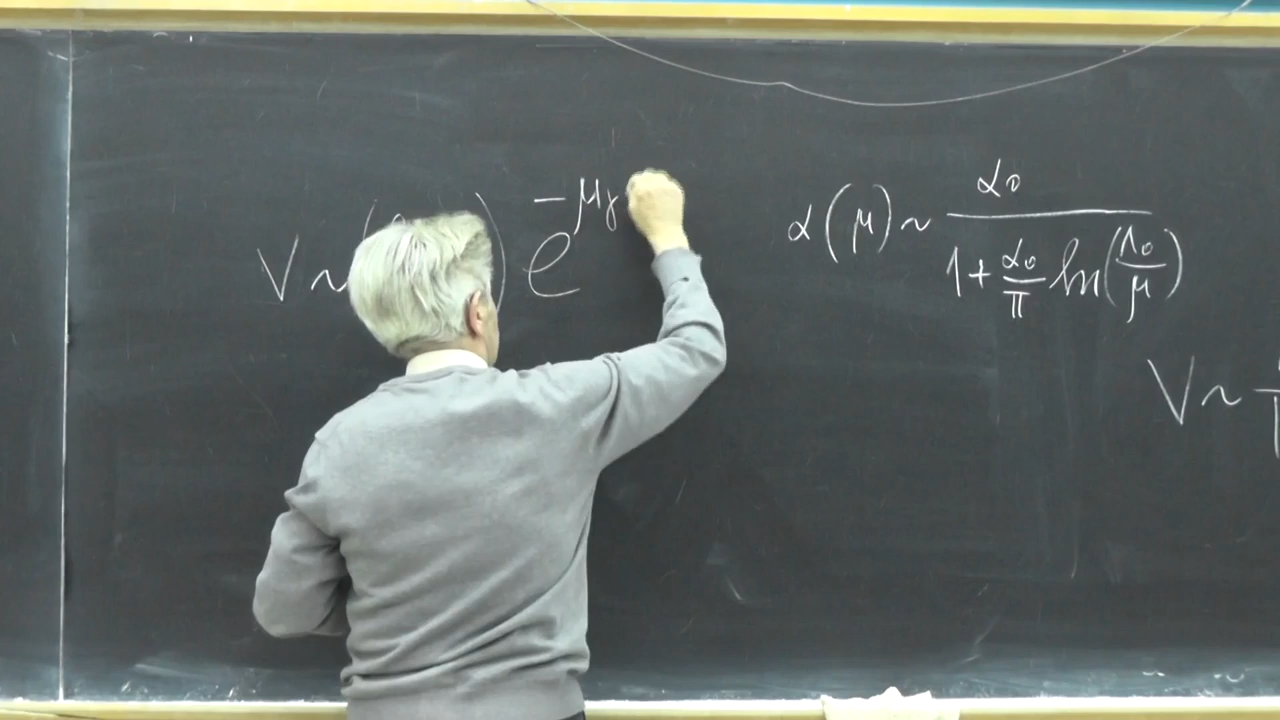 V ~ ( ) e^{-μr}
α(μ) ~ α₀ / (1 + α₀/π ln(Λ₀/μ))
V ~